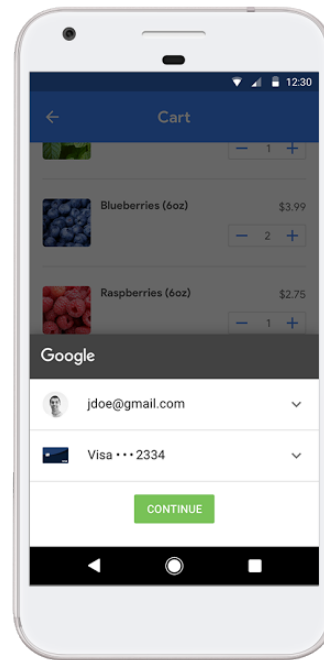 12:30
Cart
1
Blueberries (6oz)
$3.99
2
Raspberries (6oz)
$2.75
1
Google
jdoe@gmail.com
Visa ··· 2334
CONTINUE